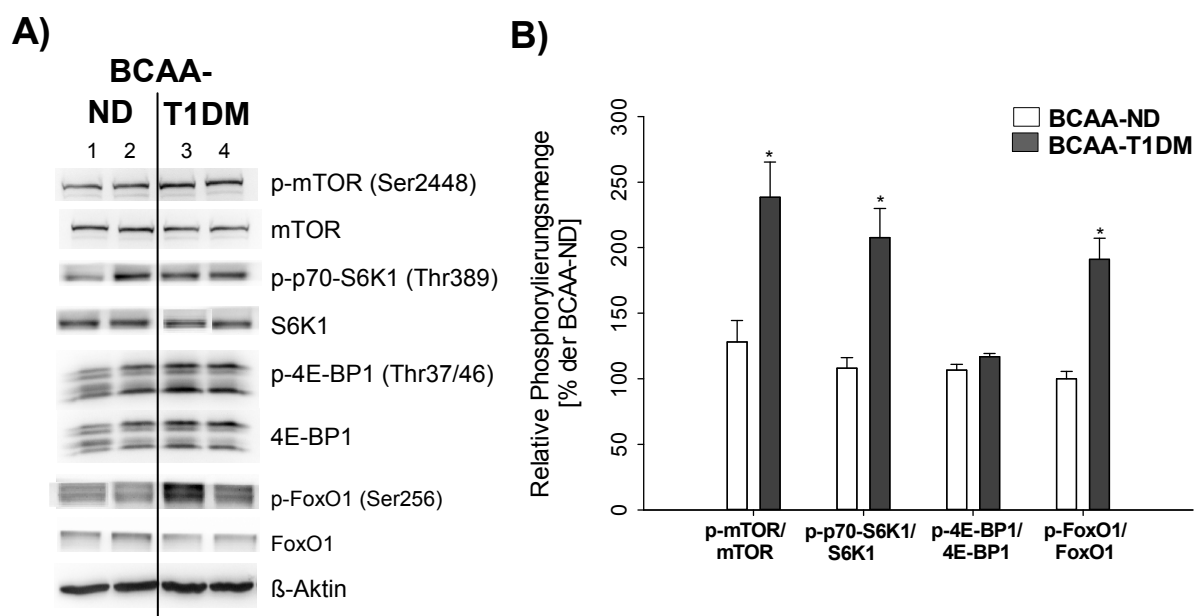 A)
BCAA-
ND T1DM
1 2 3 4
p-mTOR (Ser2448)
mTOR
p-p70-S6K1 (Thr389)
S6K1
p-4E-BP1 (Thr37/46)
4E-BP1
p-FoxO1 (Ser256)
FoxO1
ß-Aktin
B)
BCAA-ND
BCAA-T1DM
Relative Phosphorylierungsmenge
[% der BCAA-ND]
300
250
200
150
100
50
0
*
*
*
p-mTOR/
mTOR
p-p70-S6K1/
S6K1
p-4E-BP1/
4E-BP1
p-FoxO1/
FoxO1